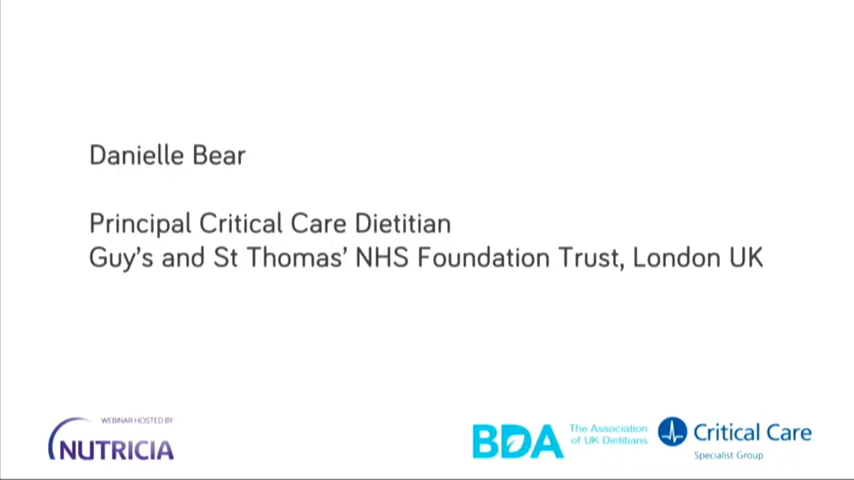 Danielle Bear
Principal Critical Care Dietitian
Guy's and St Thomas' NHS Foundation Trust, London UK
WEBINAR HOSTED BY
NUTRICIA
BDA
The Association
of UK Dietitians
Critical Care
Specialist Group